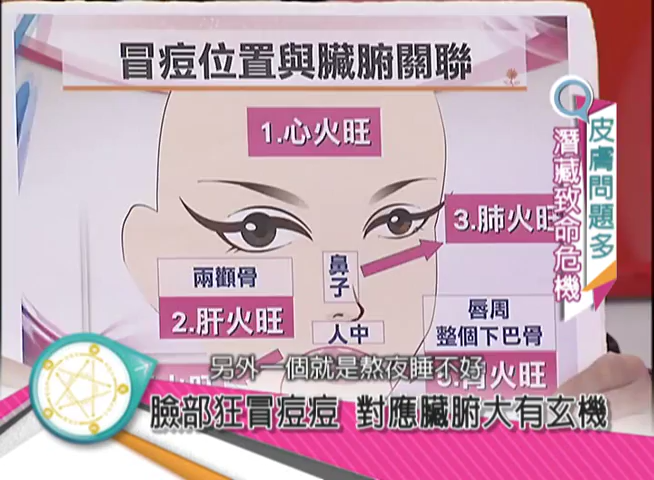 冒痘位置與臟腑關聯
皮膚問題多
潛藏致命危機
1.心火旺
3.肺火旺
鼻子
兩顴骨
2.肝火旺
人中
唇周
整個下巴骨
火旺
另外一個就是熬夜睡不好
臉部狂冒痘痘 對應臟腑大有玄機